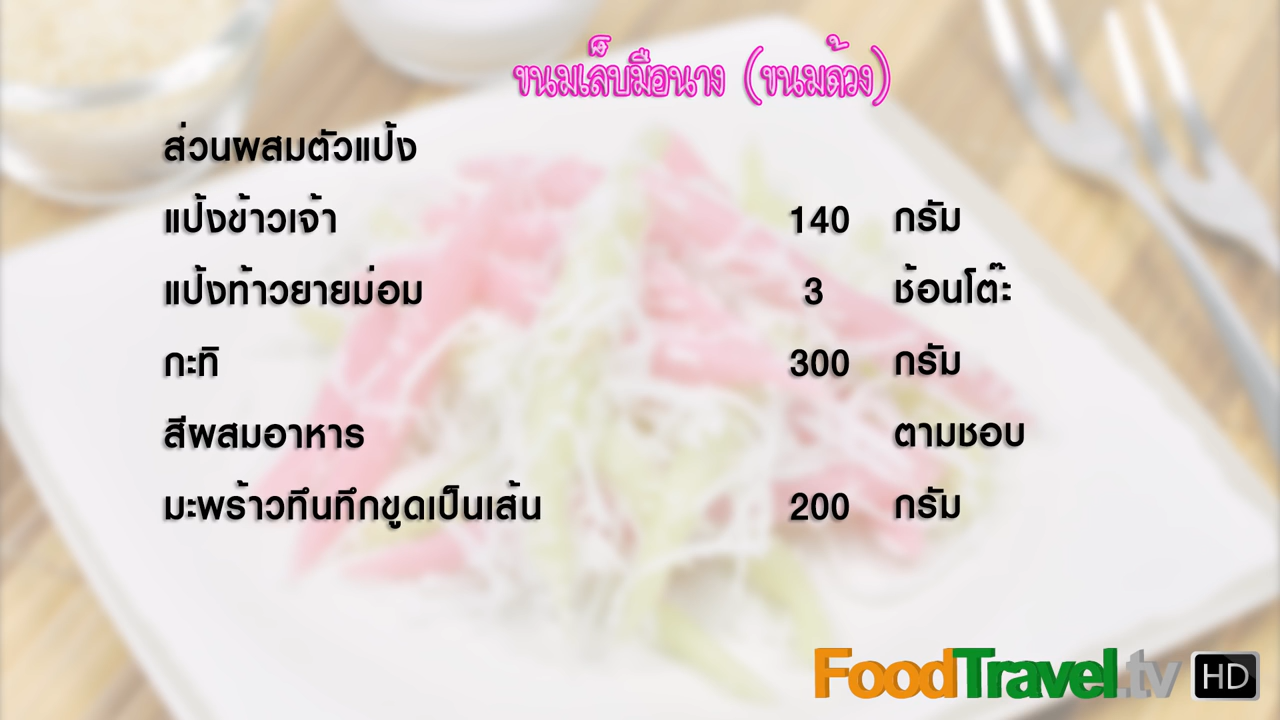 ขนมเล็บมือนาง (ขนมด้วง)
ส่วนผสมตัวแป้ง
แป้งข้าวเจ้า 140 กรัม
แป้งท้าวยายม่อม 3 ช้อนโต๊ะ
กะทิ 300 กรัม
สีผสมอาหาร ตามชอบ
มะพร้าวทึนทึกขูดเป็นเส้น 200 กรัม
FoodTravel.tv HD